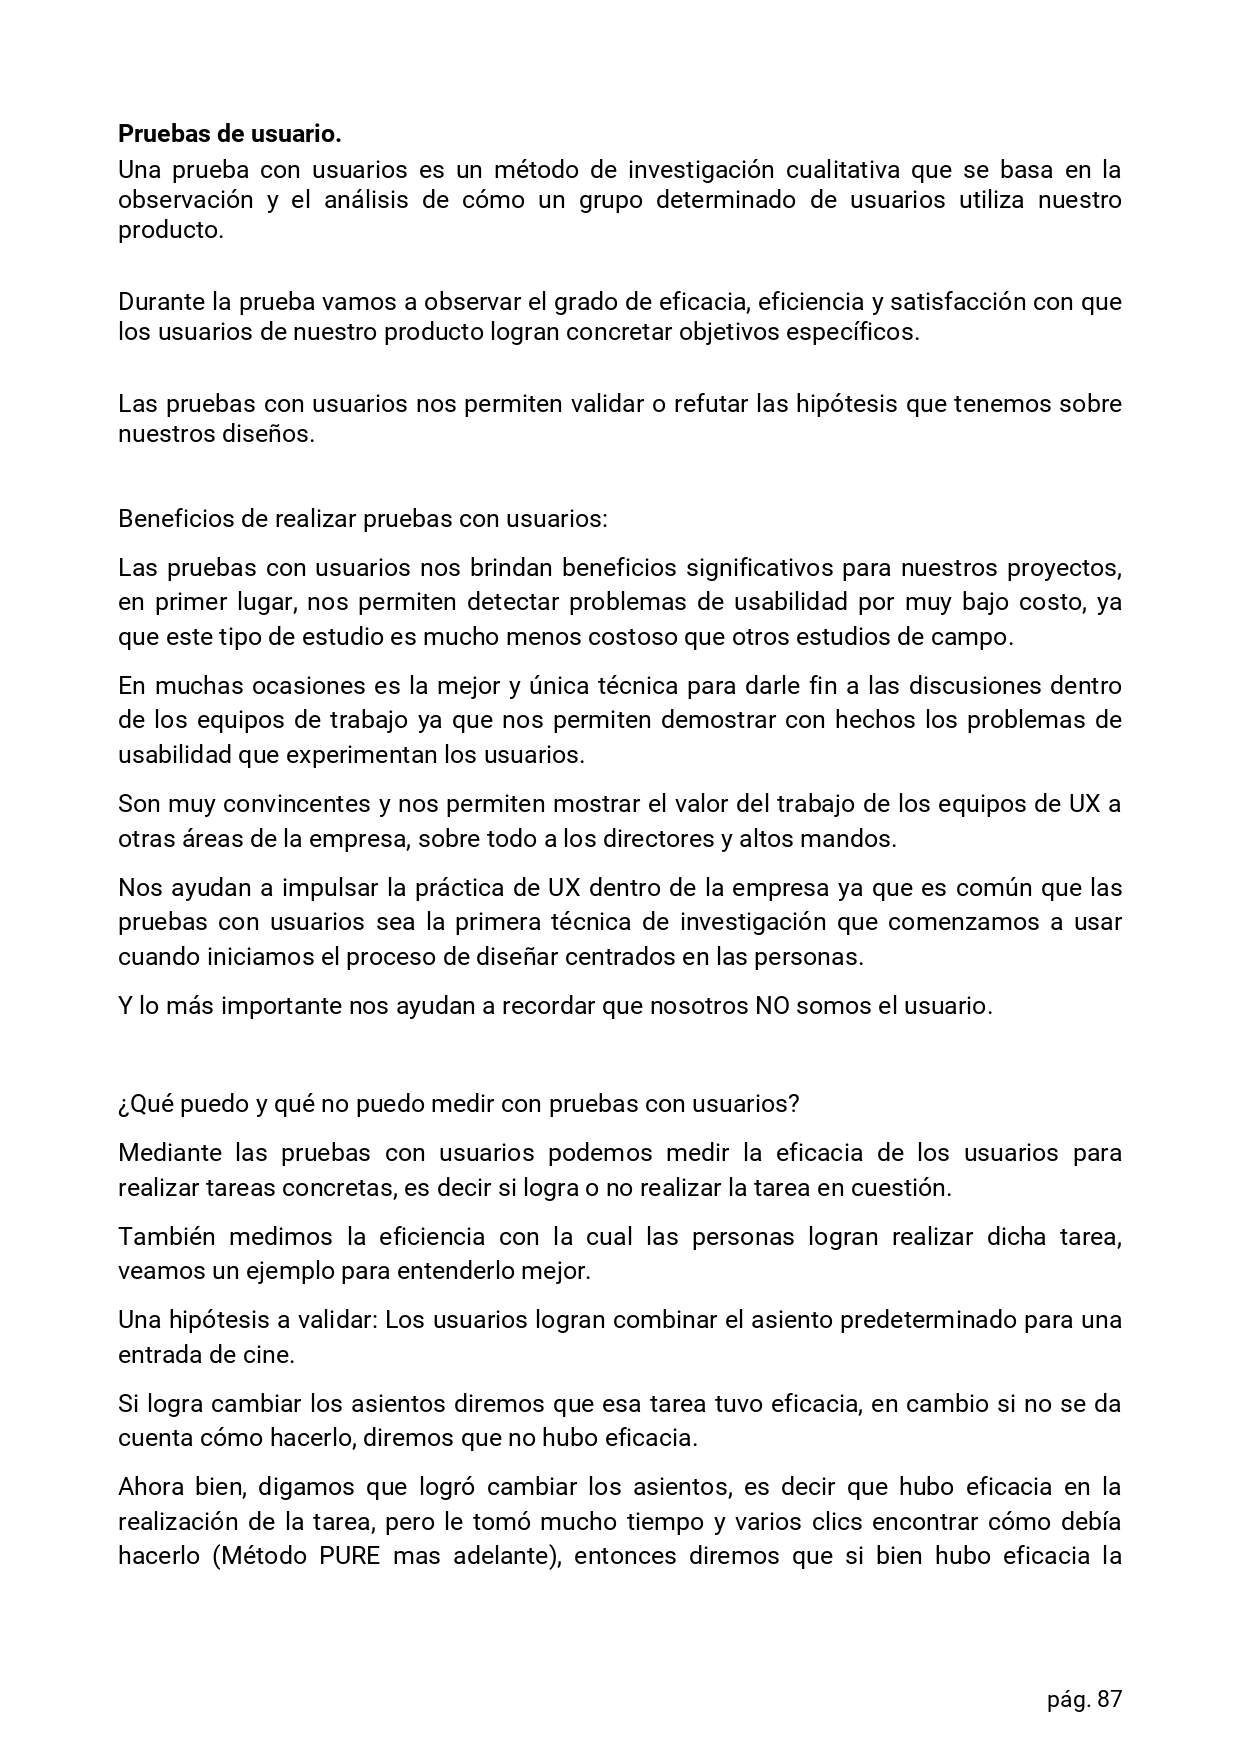 Pruebas de usuario.
Una prueba con usuarios es un método de investigación cualitativa que se basa en la
observación y el análisis de cómo un grupo determinado de usuarios utiliza nuestro
producto.
Durante la prueba vamos a observar el grado de eficacia, eficiencia y satisfacción con que
los usuarios de nuestro producto logran concretar objetivos específicos.
Las pruebas con usuarios nos permiten validar o refutar las hipótesis que tenemos sobre
nuestros diseños.
Beneficios de realizar pruebas con usuarios:
Las pruebas con usuarios nos brindan beneficios significativos para nuestros proyectos,
en primer lugar, nos permiten detectar problemas de usabilidad por muy bajo costo, ya
que este tipo de estudio es mucho menos costoso que otros estudios de campo.
En muchas ocasiones es la mejor y única técnica para darle fin a las discusiones dentro
de los equipos de trabajo ya que nos permiten demostrar con hechos los problemas de
usabilidad que experimentan los usuarios.
Son muy convincentes y nos permiten mostrar el valor del trabajo de los equipos de UX a
otras áreas de la empresa, sobre todo a los directores y altos mandos.
Nos ayudan a impulsar la práctica de UX dentro de la empresa ya que es común que las
pruebas con usuarios sea la primera técnica de investigación que comenzamos a usar
cuando iniciamos el proceso de diseñar centrados en las personas.
Y lo más importante nos ayudan a recordar que nosotros NO somos el usuario.
¿Qué puedo y qué no puedo medir con pruebas con usuarios?
Mediante las pruebas con usuarios podemos medir la eficacia de los usuarios para
realizar tareas concretas, es decir si logra o no realizar la tarea en cuestión.
También medimos la eficiencia con la cual las personas logran realizar dicha tarea,
veamos un ejemplo para entenderlo mejor.
Una hipótesis a validar: Los usuarios logran combinar el asiento predeterminado para una
entrada de cine.
Si logra cambiar los asientos diremos que esa tarea tuvo eficacia, en cambio si no se da
cuenta cómo hacerlo, diremos que no hubo eficacia.
Ahora bien, digamos que logró cambiar los asientos, es decir que hubo eficacia en la
realización de la tarea, pero le tomó mucho tiempo y varios clics encontrar cómo debía
hacerlo (Método PURE mas adelante), entonces diremos que si bien hubo eficacia la
pág. 87